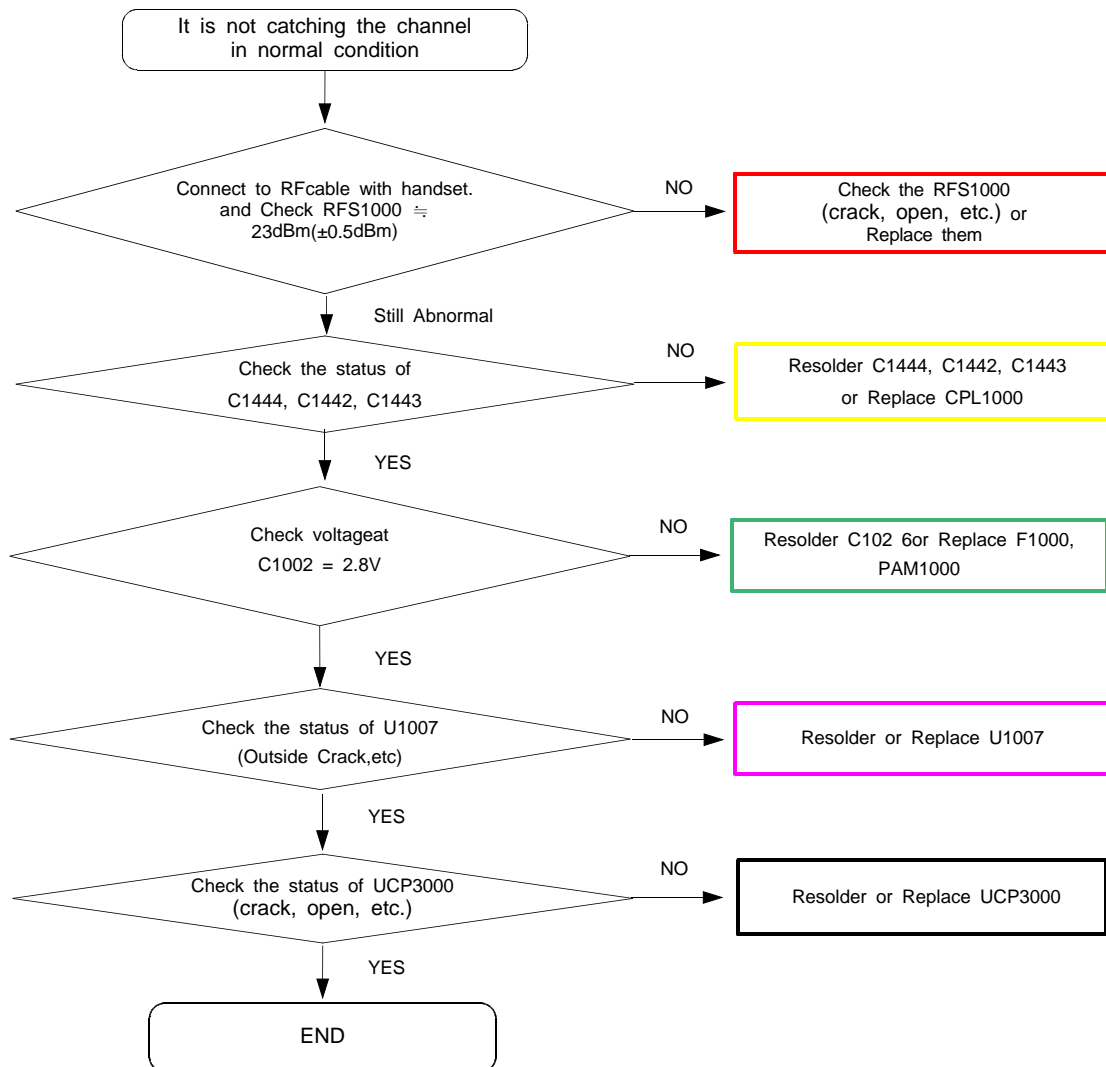 It is not catching the channel
in normal condition
Connect to RFcable with handset.
and Check RFS1000 ≒
23dBm(±0.5dBm)
NO
Check the RFS1000
(crack, open, etc.) or
Replace them
Still Abnormal
Check the status of
C1444, C1442, C1443
NO
Resolder C1444, C1442, C1443
or Replace CPL1000
YES
Check voltageat
C1002 = 2.8V
NO
Resolder C102 6or Replace F1000,
PAM1000
YES
Check the status of U1007
(Outside Crack,etc)
NO
Resolder or Replace U1007
YES
Check the status of UCP3000
(crack, open, etc.)
NO
Resolder or Replace UCP3000
YES
END